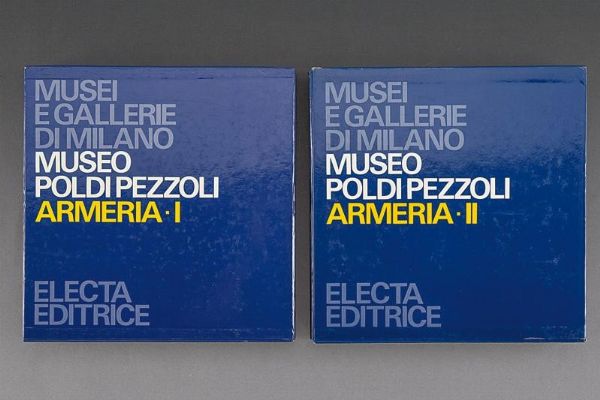 MUSEI
E GALLERIE
DI MILANO
MUSEO
POLDI PEZZOLI
ARMERIA·I
ELECTA
EDITRICE
MUSEI
E GALLERIE
DI MILANO
MUSEO
POLDI PEZZOLI
ARMERIA·II
ELECTA
EDITRICE